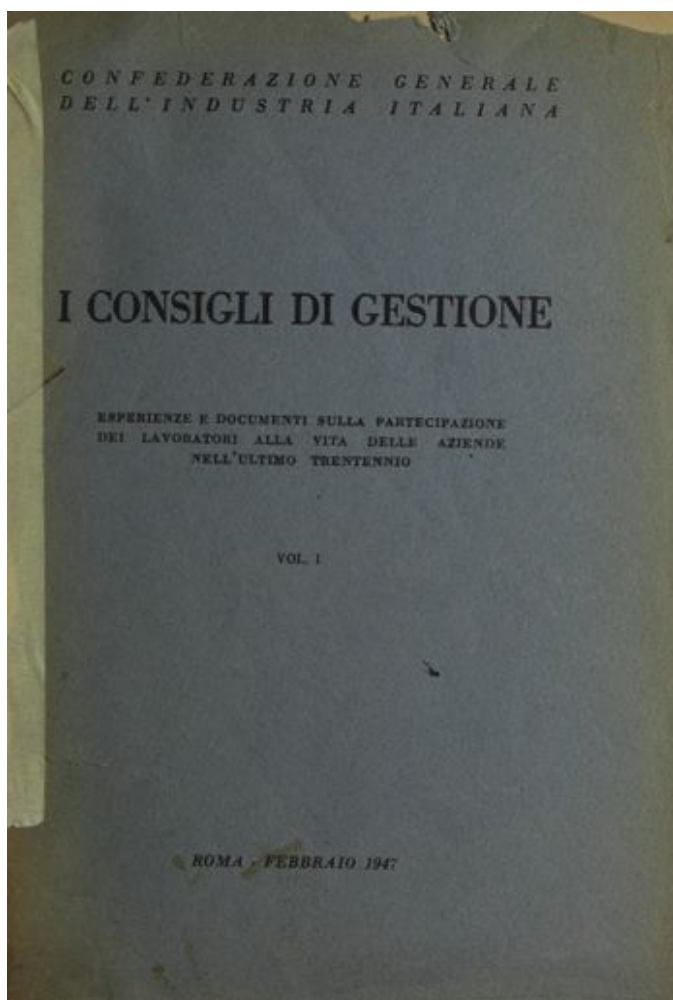 CONFEDERAZIONE GENERALE
DELL'INDUSTRIA ITALIANA
I CONSIGLI DI GESTIONE
ESPERIENZE E DOCUMENTI SULLA PARTECIPAZIONE
DEI LAVORATORI ALLA VITA DELLE AZIENDE
NELL'ULTIMO TRENTENNIO
VOL. I
ROMA - FEBBRAIO 1947